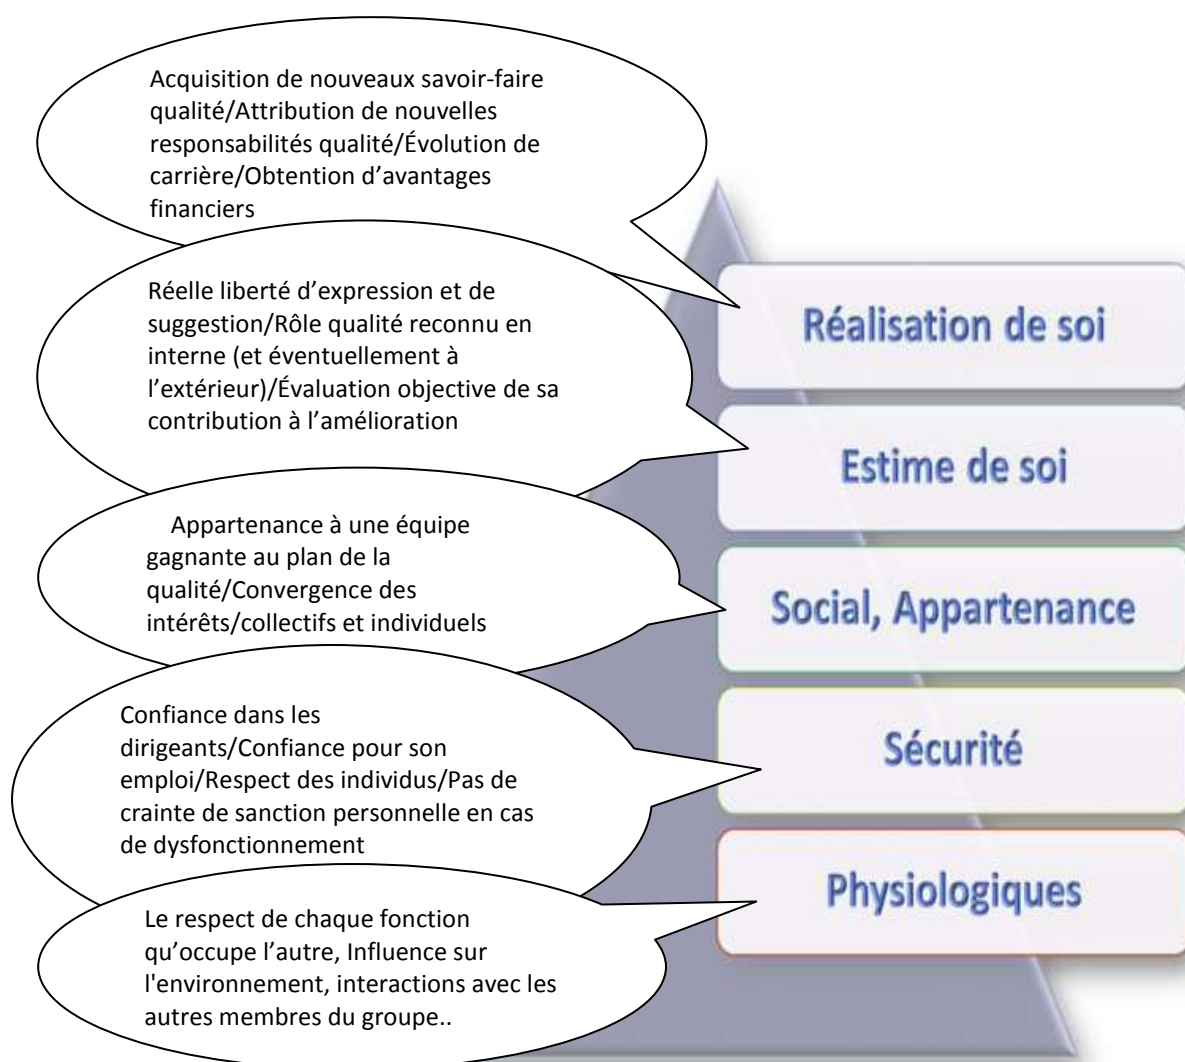 Acquisition de nouveaux savoir-faire
qualité/Attribution de nouvelles
responsabilités qualité/Évolution de
carrière/Obtention d’avantages
financiers
Réalisation de soi
Réelle liberté d’expression et de
suggestion/Rôle qualité reconnu en
interne (et éventuellement à
l’extérieur)/Évaluation objective de sa
contribution à l’amélioration
Estime de soi
Appartenance à une équipe
gagnante au plan de la
qualité/Convergence des
intérêts/collectifs et individuels
Social, Appartenance
Confiance dans les
dirigeants/Confiance pour son
emploi/Respect des individus/Pas de
crainte de sanction personnelle en cas
de dysfonctionnement
Sécurité
Le respect de chaque fonction
qu’occupe l’autre, Influence sur
l'environnement, interactions avec les
autres membres du groupe..
Physiologiques